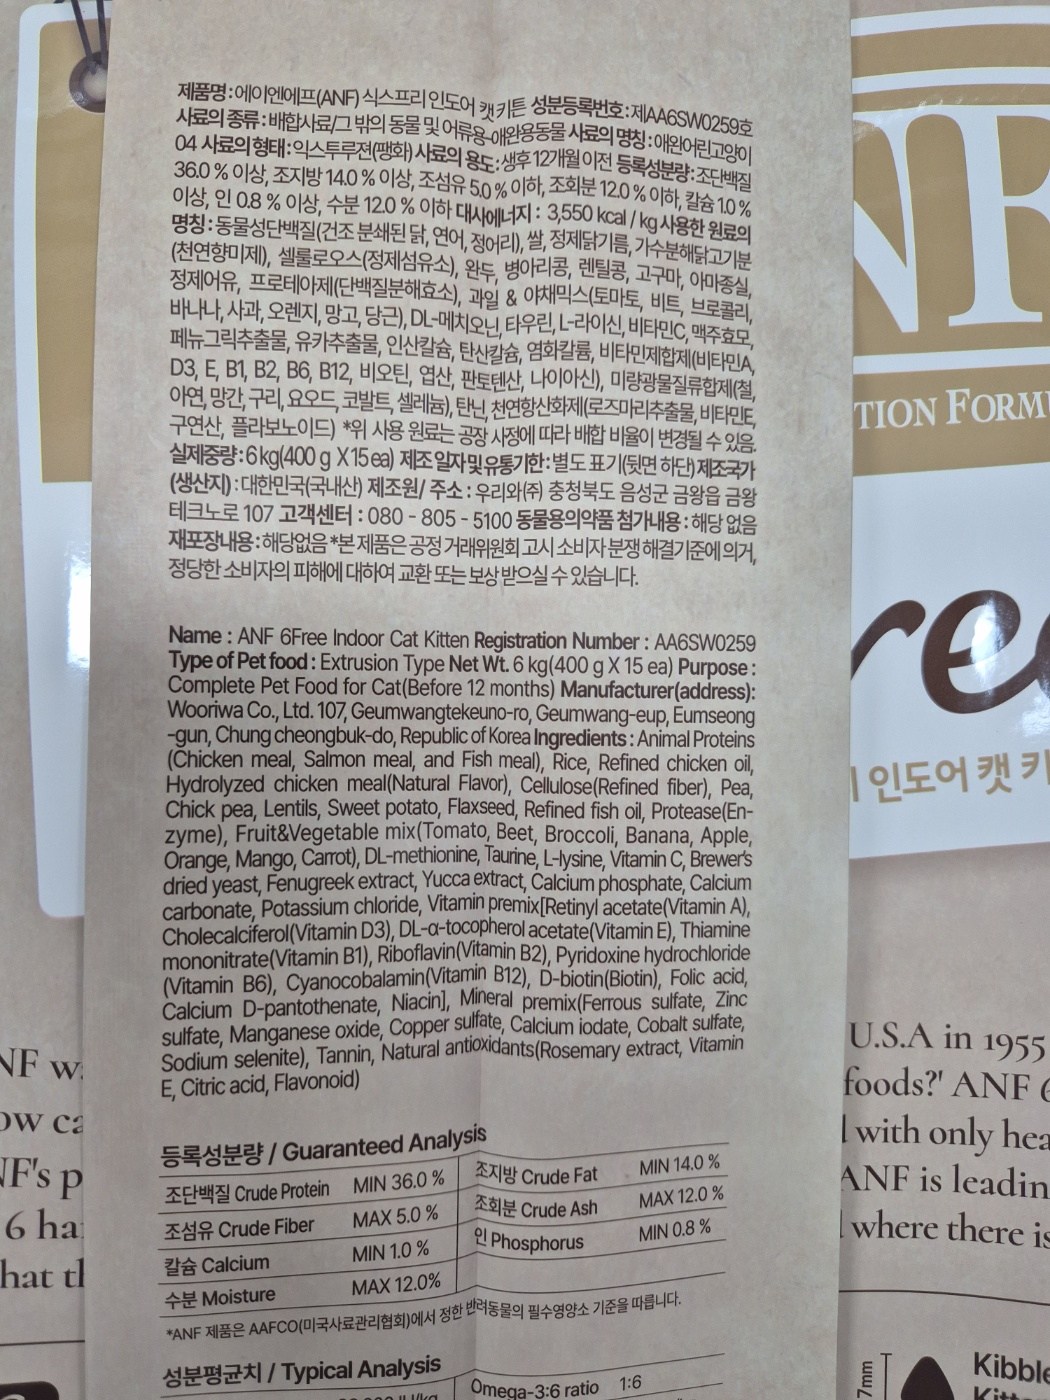 제품명:에이엔에프(ANF) 식스프리 인도어 캣 키튼 성분등록번호:제AA6SW0259호
사료의 종류:배합사료/그 밖의 동물 및 어류용-애완용동물 사료의 명칭:애완어린고양이
04 사료의 형태:익스트루젼(팽화) 사료의 용도:생후 12개월 이전 등록성분량:조단백질
36.0 % 이상, 조지방 14.0 % 이상, 조섬유 5.0 % 이하, 조회분 12.0 % 이하, 칼슘 1.0 %
이상, 인 0.8 % 이상, 수분 12.0 % 이하 대사에너지 : 3,550 kcal / kg 사용한 원료의
명칭:동물성단백질(건조 분쇄된 닭, 연어, 정어리), 쌀, 정제닭기름, 가수분해닭고기분
(천연향미제), 셀룰로오스(정제섬유소), 완두, 병아리콩, 렌틸콩, 고구마, 아마종실,
정제어유, 프로테아제(단백질분해효소), 과일 & 야채믹스(토마토, 비트, 브로콜리,
바나나, 사과, 오렌지, 망고, 당근), DL-메치오닌, 타우린, L-라이신, 비타민C, 맥주효모,
페뉴그릭추출물, 유카추출물, 인산칼슘, 탄산칼슘, 염화칼륨, 비타민제합제(비타민A,
D3, E, B1, B2, B6, B12, 비오틴, 엽산, 판토텐산, 나이아신), 미량광물질류합제(철,
아연, 망간, 구리, 요오드, 코발트, 셀레늄), 탄닌, 천연항산화제(로즈마리추출물, 비타민E,
구연산, 플라보노이드) *위 사용 원료는 공장 사정에 따라 배합 비율이 변경될 수 있음.
실제중량:6 kg(400 g X 15 ea) 제조일자 및 유통기한:별도 표기(뒷면 하단) 제조국가
(생산지):대한민국(국내산) 제조원/ 주소 : 우리와(주) 충청북도 음성군 금왕읍 금왕
테크노로 107 고객센터 : 080 - 805 - 5100 동물용의약품 첨가내용 : 해당 없음
재포장내용:해당없음 *본 제품은 공정 거래위원회 고시 소비자 분쟁 해결기준에 의거,
정당한 소비자의 피해에 대하여 교환 또는 보상 받으실 수 있습니다.
Name : ANF 6Free Indoor Cat Kitten Registration Number : AA6SW0259
Type of Pet food : Extrusion Type Net Wt. 6 kg(400 g X 15 ea) Purpose :
Complete Pet Food for Cat(Before 12 months) Manufacturer(address):
Wooriwa Co., Ltd. 107, Geumwangtekeuno-ro, Geumwang-eup, Eumseong
-gun, Chung cheongbuk-do, Republic of Korea Ingredients : Animal Proteins
(Chicken meal, Salmon meal, and Fish meal), Rice, Refined chicken oil,
Hydrolyzed chicken meal(Natural Flavor), Cellulose(Refined fiber), Pea,
Chick pea, Lentils, Sweet potato, Flaxseed, Refined fish oil, Protease(En-
zyme), Fruit&Vegetable mix(Tomato, Beet, Broccoli, Banana, Apple,
Orange, Mango, Carrot), DL-methionine, Taurine, L-lysine, Vitamin C, Brewer's
dried yeast, Fenugreek extract, Yucca extract, Calcium phosphate, Calcium
carbonate, Potassium chloride, Vitamin premix[Retinyl acetate(Vitamin A),
Cholecalciferol(Vitamin D3), DL-α-tocopherol acetate(Vitamin E), Thiamine
mononitrate(Vitamin B1), Riboflavin(Vitamin B2), Pyridoxine hydrochloride
(Vitamin B6), Cyanocobalamin(Vitamin B12), D-biotin(Biotin), Folic acid,
Calcium D-pantothenate, Niacin], Mineral premix(Ferrous sulfate, Zinc
sulfate, Manganese oxide, Copper sulfate, Calcium iodate, Cobalt sulfate,
Sodium selenite), Tannin, Natural antioxidants(Rosemary extract, Vitamin
E, Citric acid, Flavonoid)
등록성분량 / Guaranteed Analysis
조단백질 Crude Protein MIN 36.0 % 조지방 Crude Fat MIN 14.0 %
조섬유 Crude Fiber MAX 5.0 % 조회분 Crude Ash MAX 12.0 %
칼슘 Calcium MIN 1.0 % 인 Phosphorus MIN 0.8 %
수분 Moisture MAX 12.0%
*ANF 제품은 AAFCO(미국사료관리협회)에서 정한 반려동물의 필수영양소 기준을 따릅니다.
성분평균치 / Typical Analysis
Omega-3:6 ratio 1:6
TION FORM
인도어 캣 키
U.S.A in 1955
foods?' ANF
with only hea
ANF is leadin
where there is
NF w
ow ca
NF's p
6 ha
hat t
7mm
Kibble